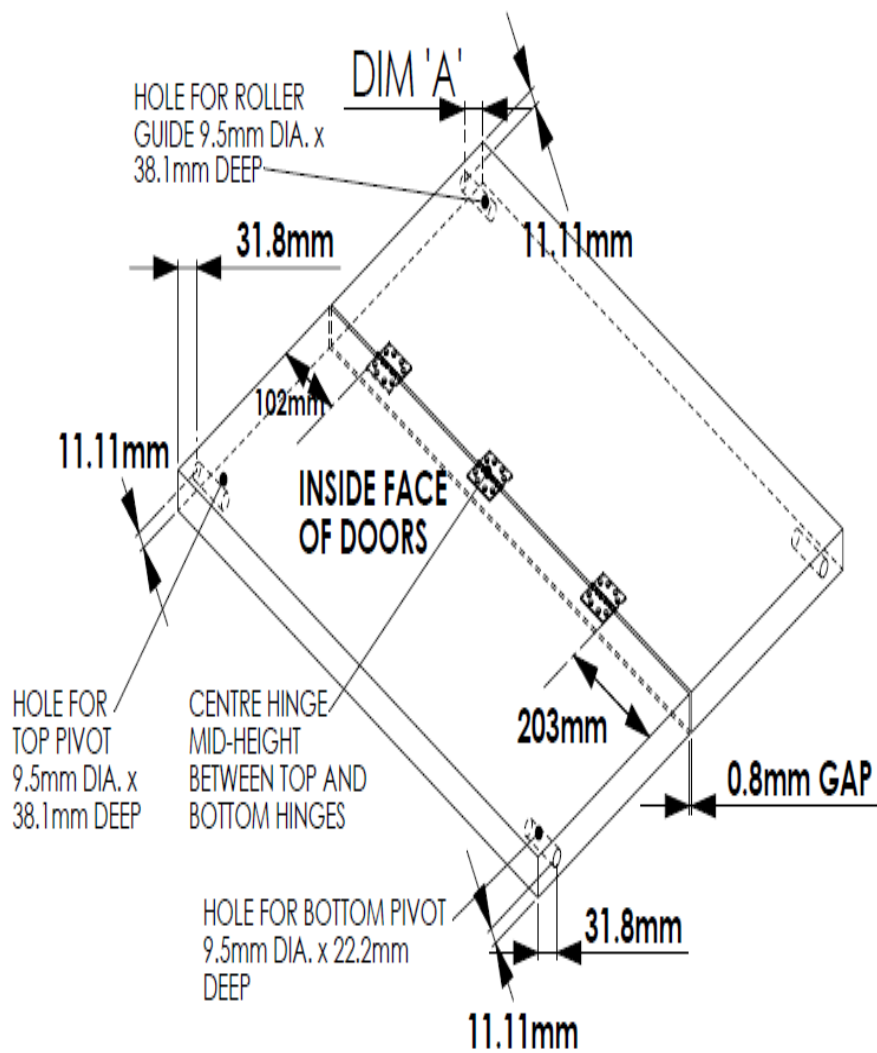 DIM 'A'
HOLE FOR ROLLER
GUIDE 9.5mm DIA. x
38.1mm DEEP
31.8mm
11.11mm
102mm
11.11mm
INSIDE FACE
OF DOORS
HOLE FOR
TOP PIVOT
9.5mm DIA. x
38.1mm DEEP
CENTRE HINGE
MID-HEIGHT
BETWEEN TOP AND
BOTTOM HINGES
203mm
0.8mm GAP
HOLE FOR BOTTOM PIVOT
9.5mm DIA. x 22.2mm
DEEP
31.8mm
11.11mm